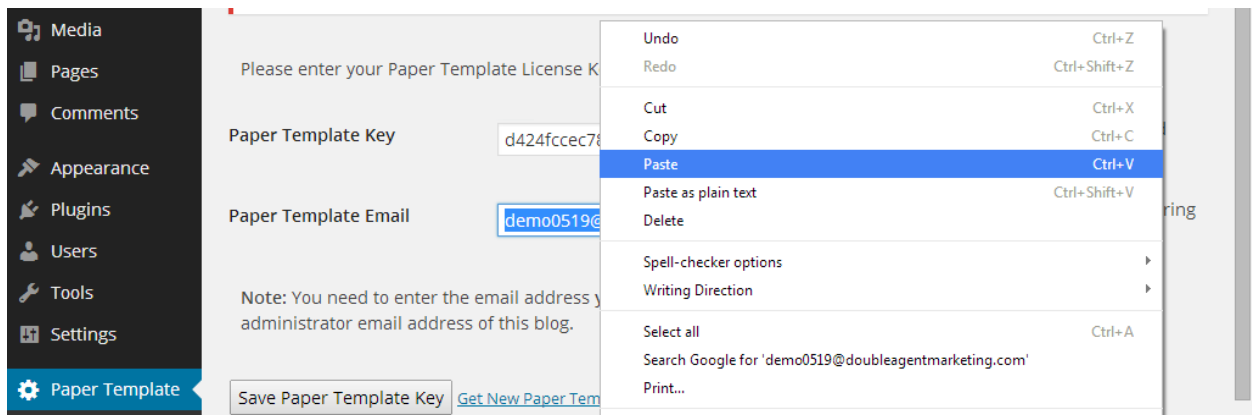 Media
Pages
Comments
Appearance
Plugins
Users
Tools
Settings
Paper Template
Please enter your Paper Template License K
Paper Template Key
d424fccec78
Paper Template Email
demo0519@
ring
Note: You need to enter the email address y
administrator email address of this blog.
Save Paper Template Key Get New Paper Tem
Undo Ctrl+Z
Redo Ctrl+Shift+Z
Cut Ctrl+X
Copy Ctrl+C
Paste Ctrl+V
Paste as plain text Ctrl+Shift+V
Delete
Spell-checker options
Writing Direction
Select all Ctrl+A
Search Google for 'demo0519@doubleagentmarketing.com'
Print...